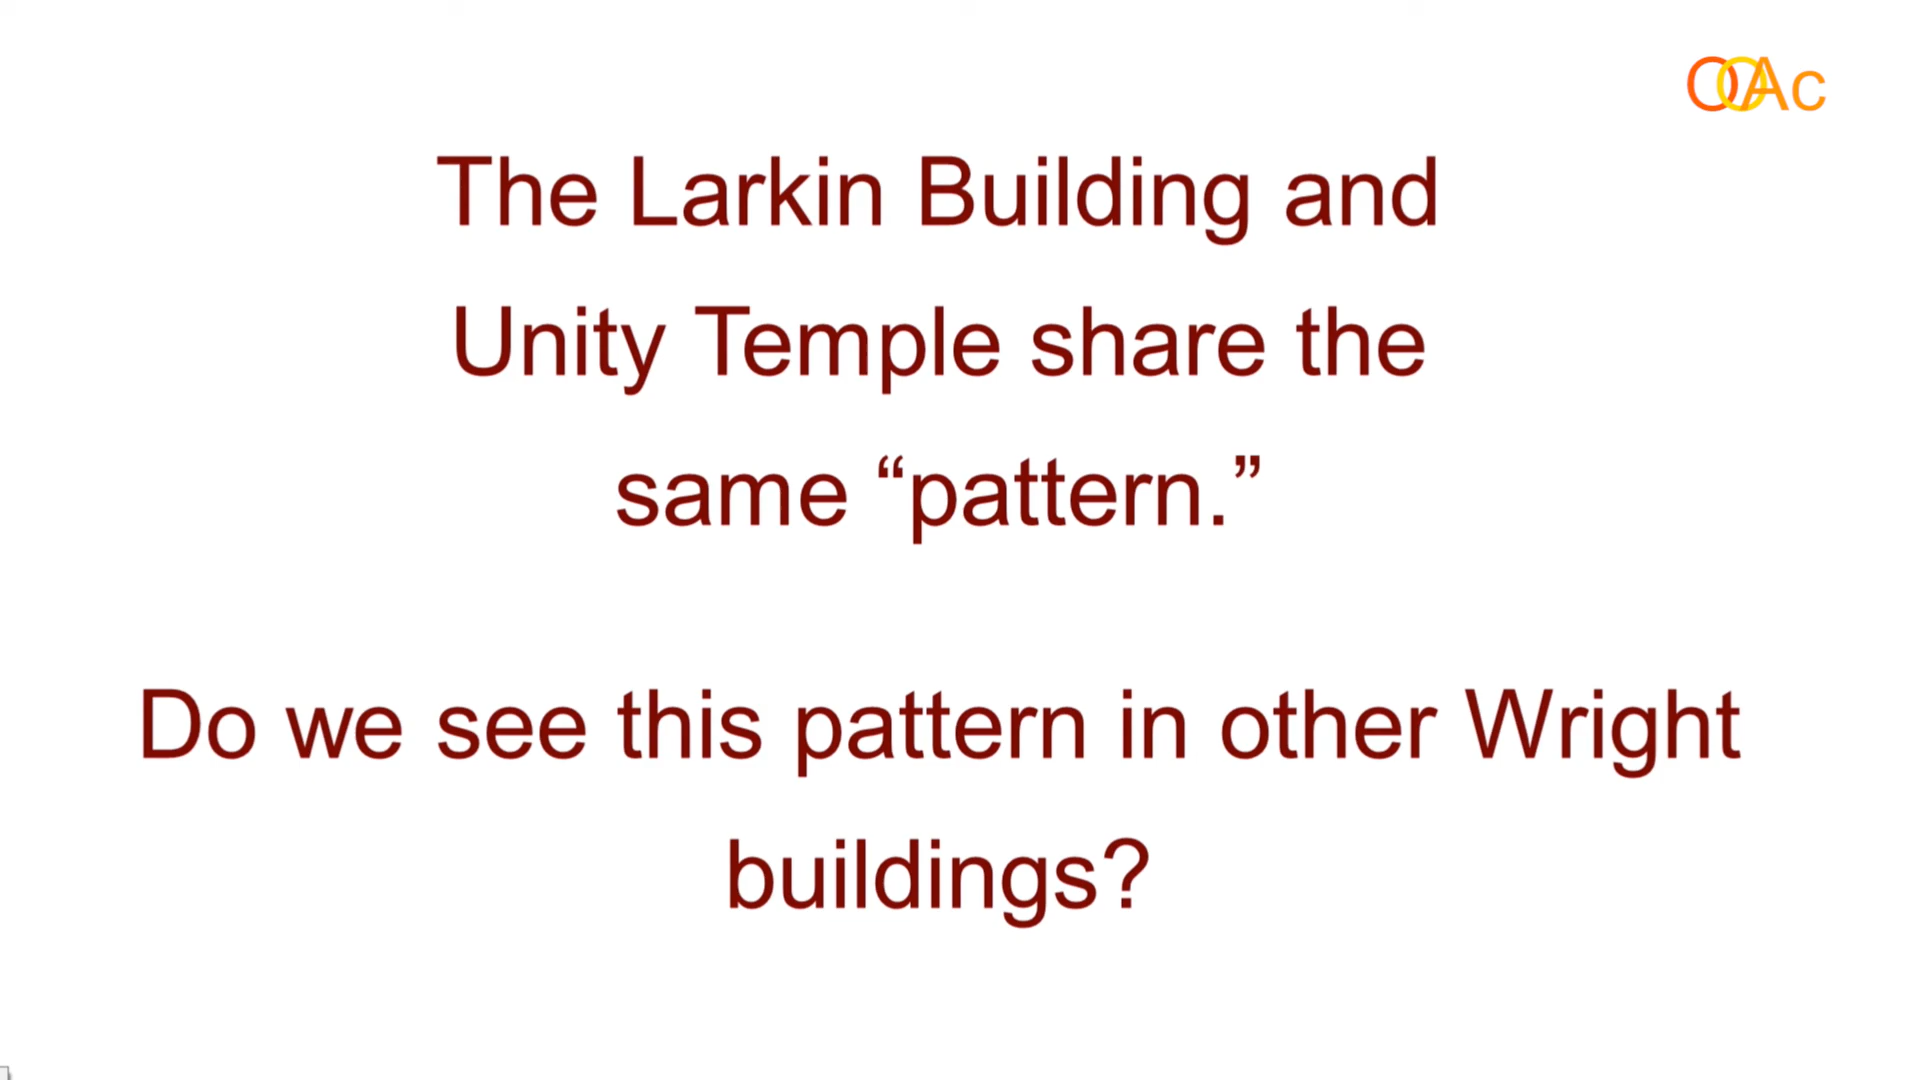 OOAc
The Larkin Building and
Unity Temple share the
same “pattern.”
Do we see this pattern in other Wright
buildings?